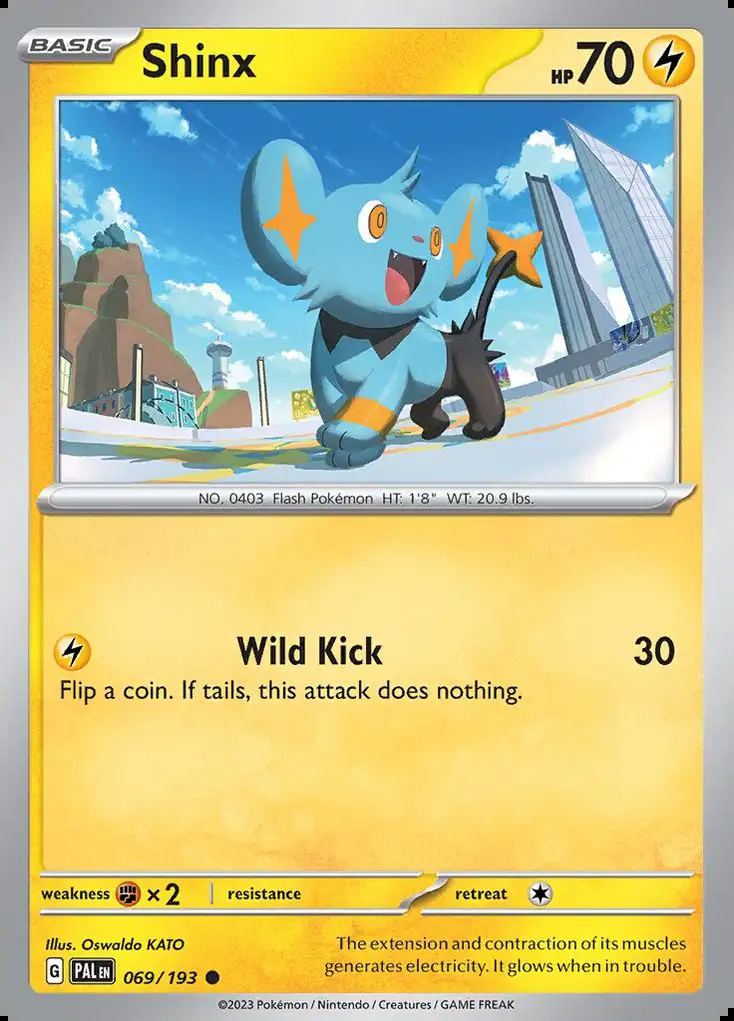 BASIC
Shinx
HP 70
NO. 0403 Flash Pokémon HT: 1'8" WT: 20.9 lbs.
Wild Kick 30
Flip a coin. If tails, this attack does nothing.
weakness ×2 resistance retreat
Illus. Oswaldo KATO
The extension and contraction of its muscles
generates electricity. It glows when in trouble.
G PAL EN 069/193
©2023 Pokémon / Nintendo / Creatures / GAME FREAK